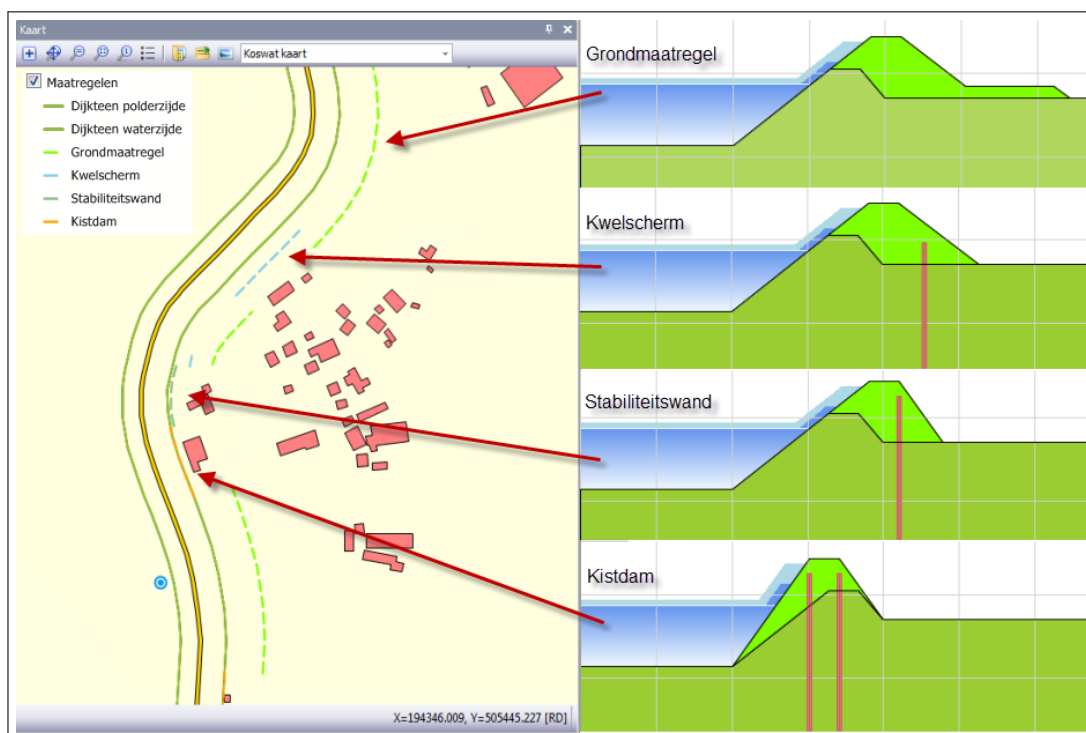 Kaart
Koswat kaart
Maatregelen
Dijkteen polderzijde
Dijkteen waterzijde
Grondmaatregel
Kwelscherm
Stabiliteitswand
Kistdam
X=194346.009, Y=505445.227 [RD]
Grondmaatregel
Kwelscherm
Stabiliteitswand
Kistdam